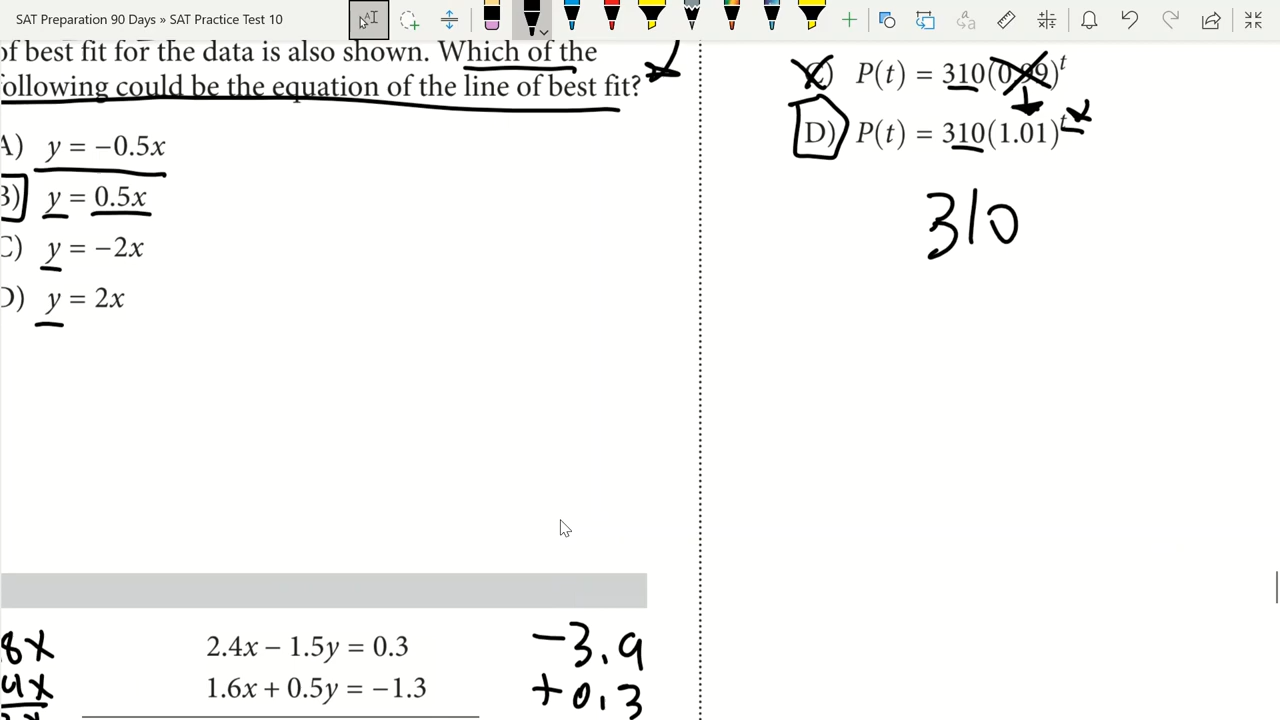 SAT Preparation 90 Days » SAT Practice Test 10
of best fit for the data is also shown. Which of the
ollowing could be the equation of the line of best fit?
A) y = −0.5x
B) y = 0.5x
C) y = −2x
D) y = 2x
C) P(t) = 310(0.99)^t
D) P(t) = 310(1.01)^t
310
8x 2.4x − 1.5y = 0.3 −3.9
4x 1.6x + 0.5y = −1.3 +0.3